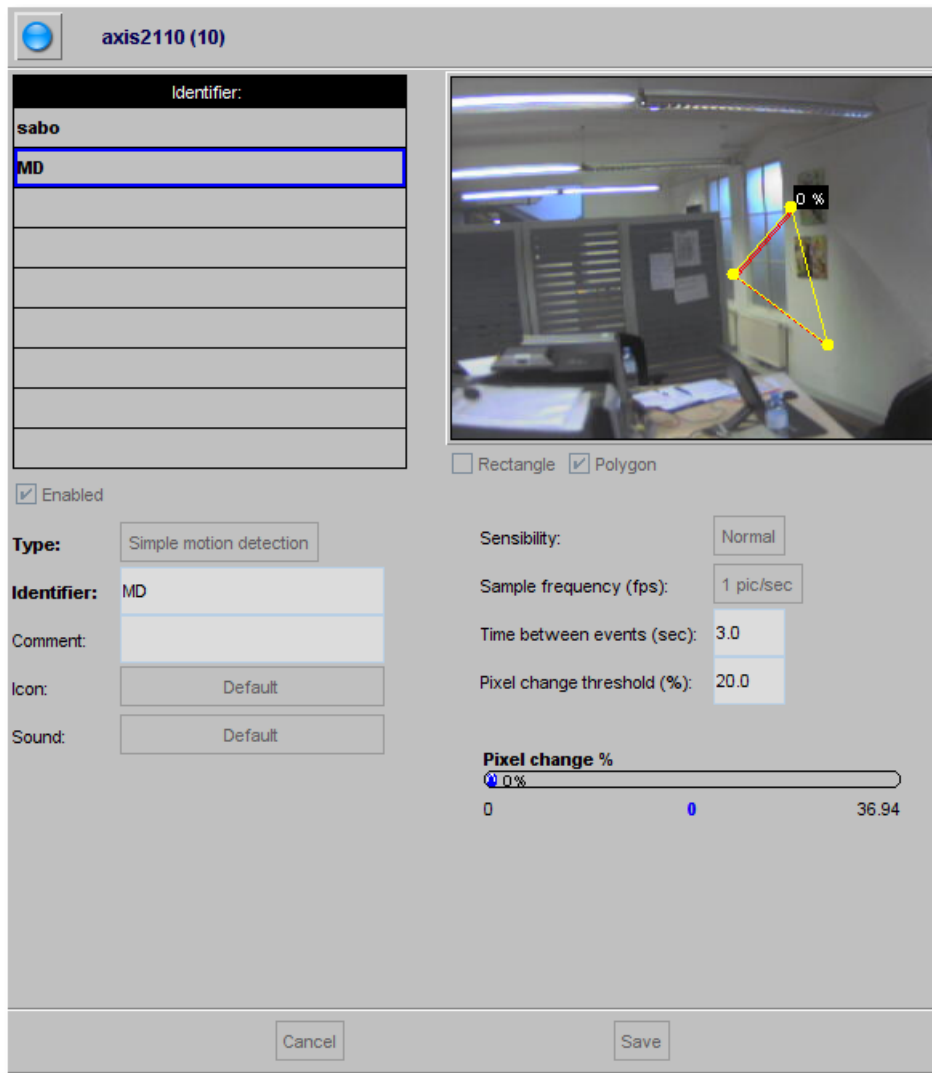 axis2110 (10)
Identifier:
sabo
MD
0 %
Rectangle Polygon
Enabled
Type: Simple motion detection
Identifier: MD
Comment:
Icon: Default
Sound: Default
Sensibility: Normal
Sample frequency (fps): 1 pic/sec
Time between events (sec): 3.0
Pixel change threshold (%): 20.0
Pixel change %
0%
0 0 36.94
Cancel Save